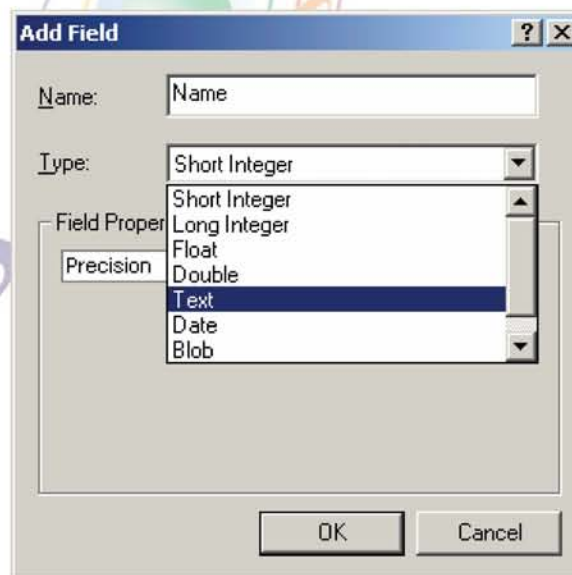 Add Field
Name: Name
Type: Short Integer
Short Integer
Long Integer
Float
Double
Text
Date
Blob
Field Proper
Precision
OK Cancel